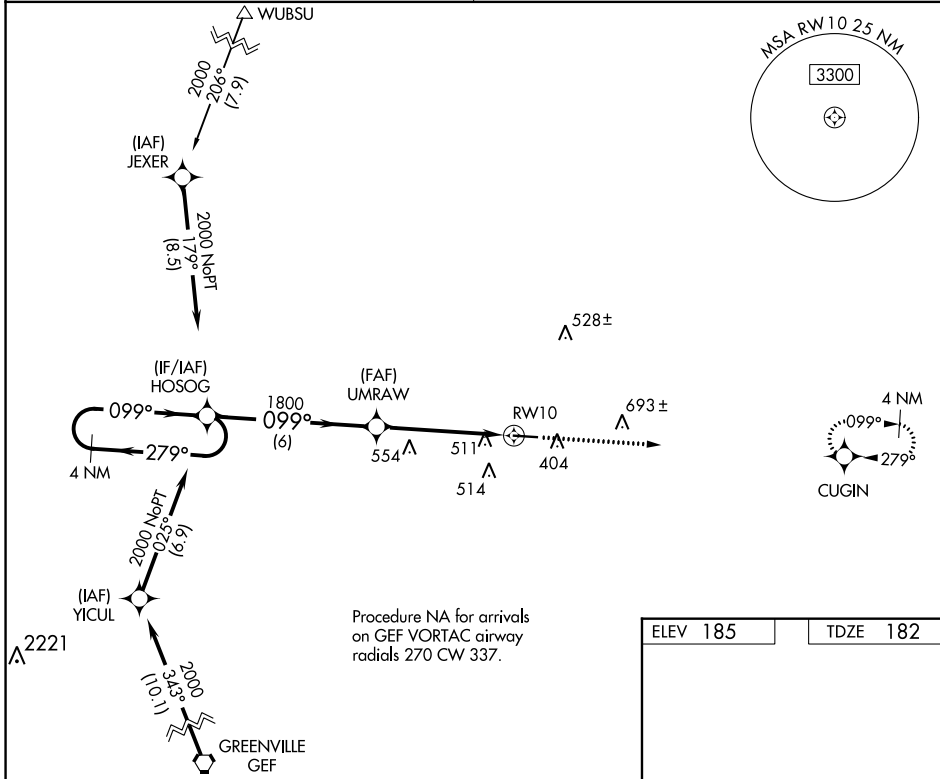 WUBSU
2000
206°
(7.9)
MSA RW10 25 NM
3300
(IAF)
JEXER
2000 NoPT
179°
(8.5)
528±
(IF/IAF)
HOSOG
(FAF)
UMRAW
099°
1800
099°
(6)
RW10
693±
4 NM
099°
279°
4 NM
554
511
404
279°
514
CUGIN
2000 NoPT
025°
(6.9)
(IAF)
YICUL
Procedure NA for arrivals
on GEF VORTAC airway
radials 270 CW 337.
ELEV 185
TDZE 182
2221
2000
343°
(10.1)
GREENVILLE
GEF